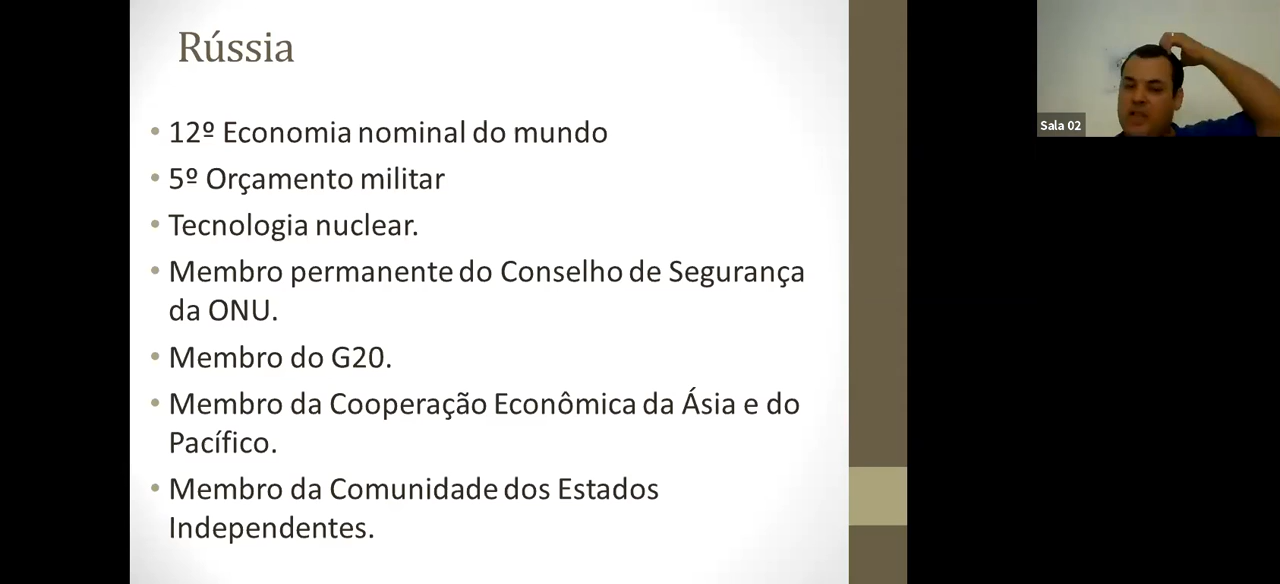 Rússia
• 12º Economia nominal do mundo
• 5º Orçamento militar
• Tecnologia nuclear.
• Membro permanente do Conselho de Segurança
da ONU.
• Membro do G20.
• Membro da Cooperação Econômica da Ásia e do
Pacífico.
• Membro da Comunidade dos Estados
Independentes.
Sala 02